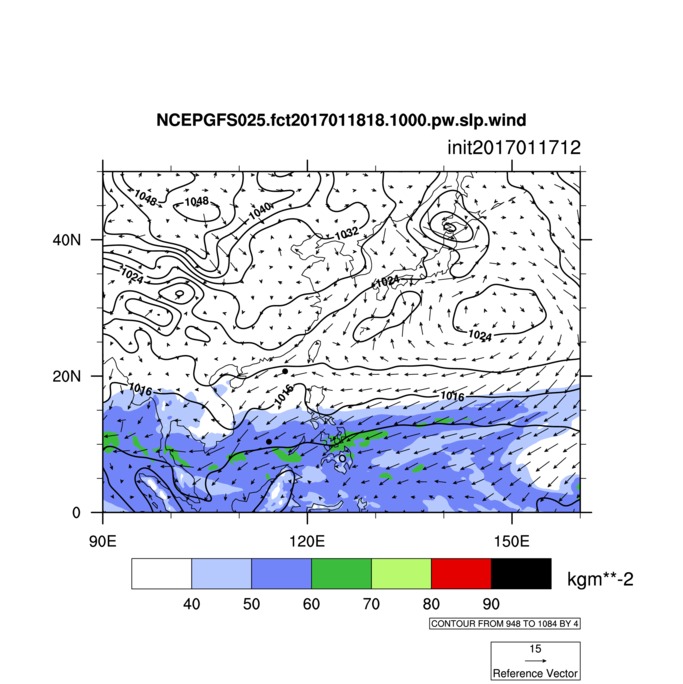 NCEPGFS025.fct2017011818.1000.pw.slp.wind
init2017011712
1048
1048
1040
1032
40N
1024
1024
1024
20N
1016
1016
1016
0
90E 120E 150E
40 50 60 70 80 90
kgm**-2
CONTOUR FROM 948 TO 1084 BY 4
15
Reference Vector